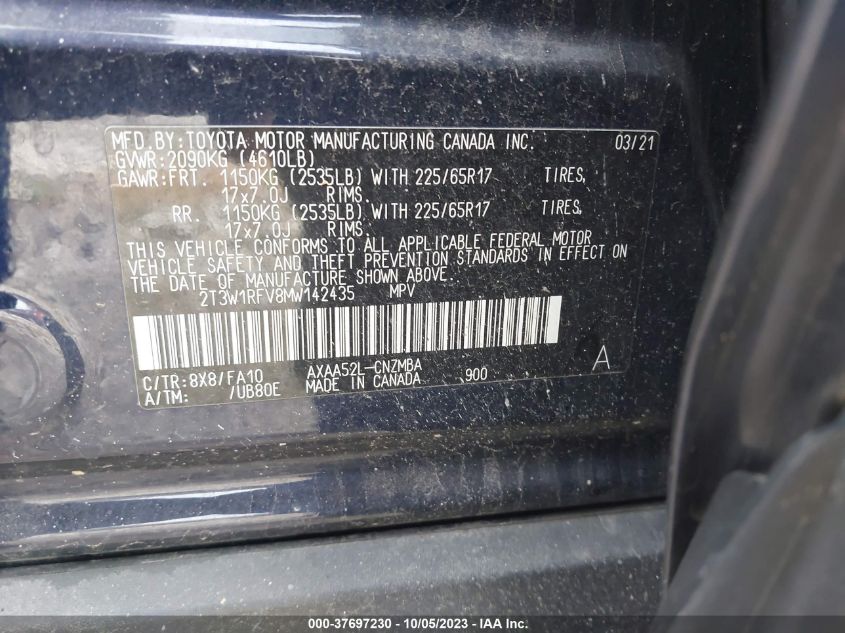 MFD.BY:TOYOTA MOTOR MANUFACTURING CANADA INC. 03/21
GVWR:2090KG (4610LB)
GAWR:FRT. 1150KG (2535LB) WITH 225/65R17 TIRES,
17x7.0J RIMS.
RR. 1150KG (2535LB) WITH 225/65R17 TIRES,
17x7.0J RIMS.
THIS VEHICLE CONFORMS TO ALL APPLICABLE FEDERAL MOTOR
VEHICLE SAFETY AND THEFT PREVENTION STANDARDS IN EFFECT ON
THE DATE OF MANUFACTURE SHOWN ABOVE.
2T3W1RFV8MW142435 MPV
C/TR:8X8/FA10 AXAA52L-CNZMBA A
A/TM: /UB80E MADE IN CANADA 900
000-37697230 - 10/05/2023 - IAA Inc.